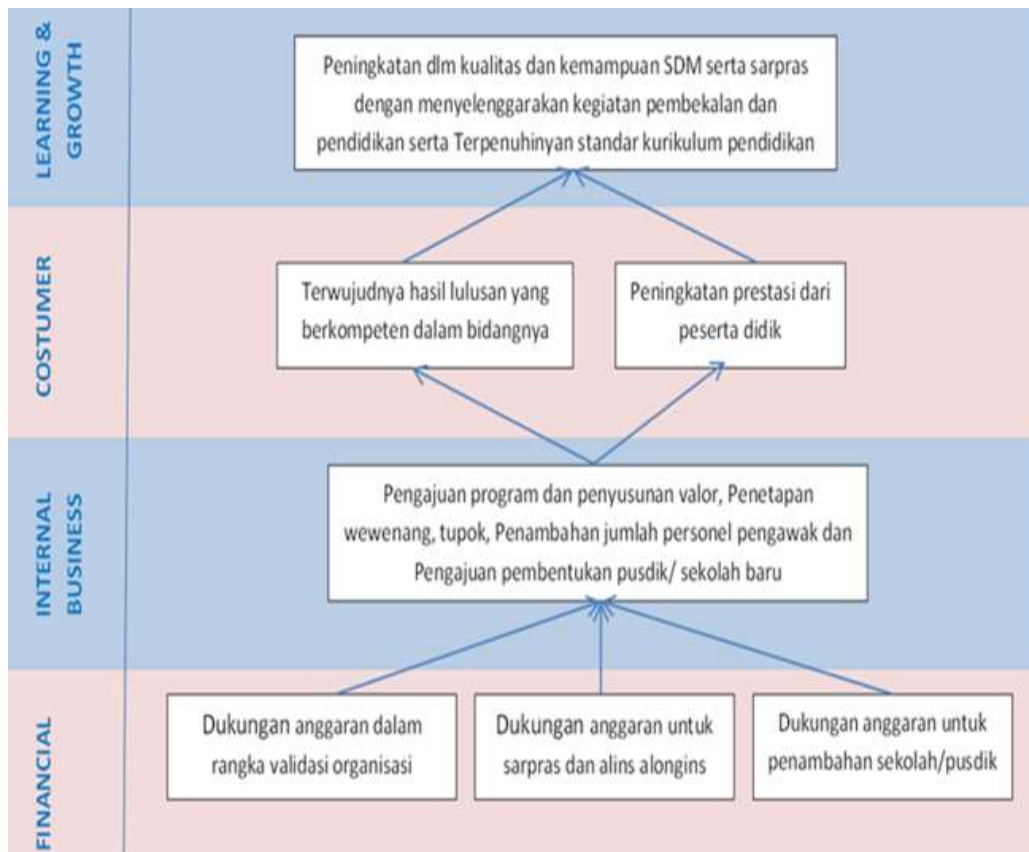 LEARNING &
GROWTH
Peningkatan dlm kualitas dan kemampuan SDM serta sarpras
dengan menyelenggarakan kegiatan pembekalan dan
pendidikan serta Terpenuhinyan standar kurikulum pendidikan
COSTUMER
Terwujudnya hasil lulusan yang
berkompeten dalam bidangnya
Peningkatan prestasi dari
peserta didik
INTERNAL
BUSINESS
Pengajuan program dan penyusunan valor, Penetapan
wewenang, tupok, Penambahan jumlah personel pengawak dan
Pengajuan pembentukan pusdik/ sekolah baru
FINANCIAL
Dukungan anggaran dalam
rangka validasi organisasi
Dukungan anggaran untuk
sarpras dan alins alongins
Dukungan anggaran untuk
penambahan sekolah/pusdik